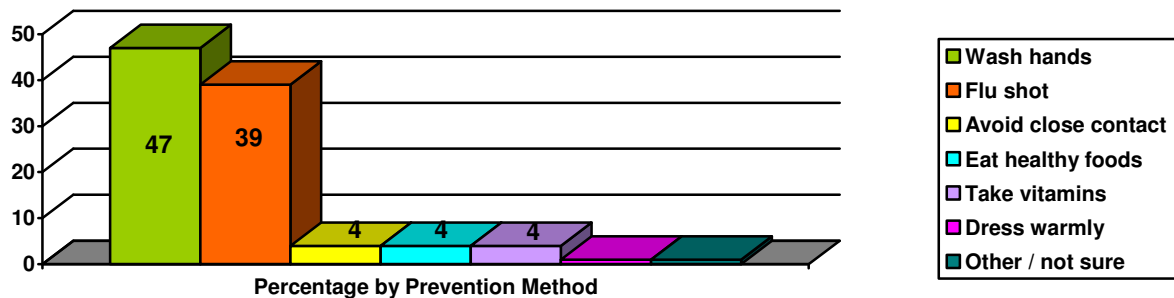 50
40
30
20
10
0
47
39
4
4
4
Percentage by Prevention Method
Wash hands
Flu shot
Avoid close contact
Eat healthy foods
Take vitamins
Dress warmly
Other / not sure